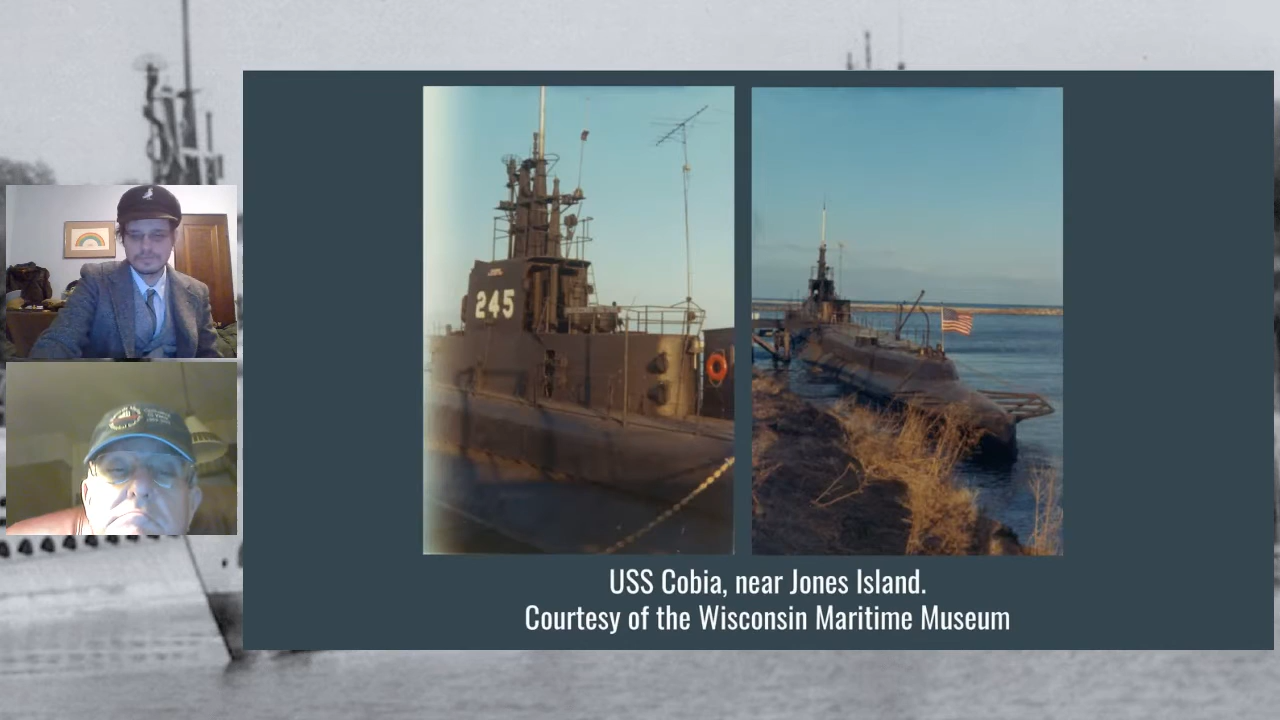 245
USS Cobia, near Jones Island.
Courtesy of the Wisconsin Maritime Museum